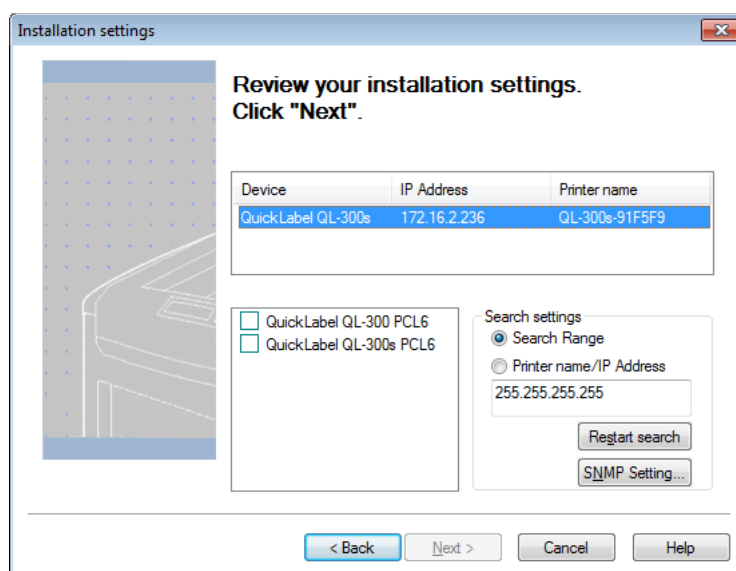 Installation settings
Review your installation settings.
Click "Next".
Device IP Address Printer name
QuickLabel QL-300s 172.16.2.236 QL-300s-91F5F9
QuickLabel QL-300 PCL6
QuickLabel QL-300s PCL6
Search settings
Search Range
Printer name/IP Address
255.255.255.255
Restart search
SNMP Setting...
< Back Next > Cancel Help